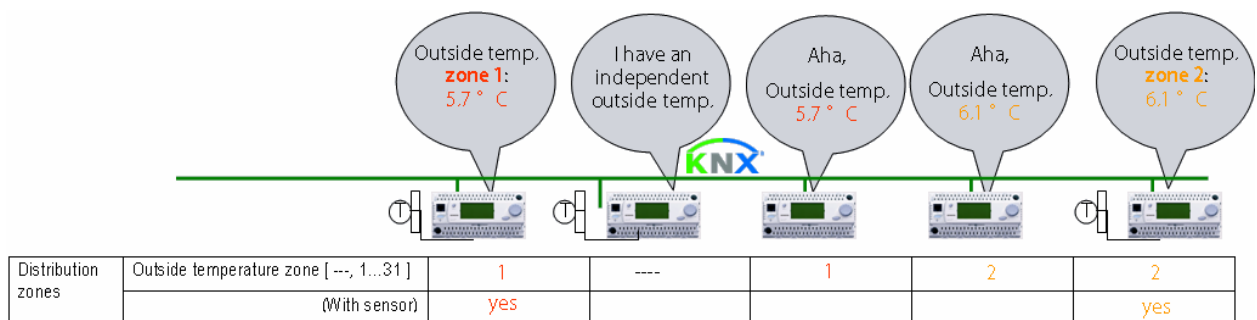 Outside temp.
zone 1:
5.7 ° C
I have an
independent
outside temp.
Aha,
Outside temp.
5.7 ° C
Aha,
Outside temp.
6.1 ° C
Outside temp.
zone 2:
6.1 ° C
KNX
T
T
T
Distribution zones
Outside temperature zone [ ---, 1...31 ] 1 ---- 1 2 2
(With sensor) yes yes